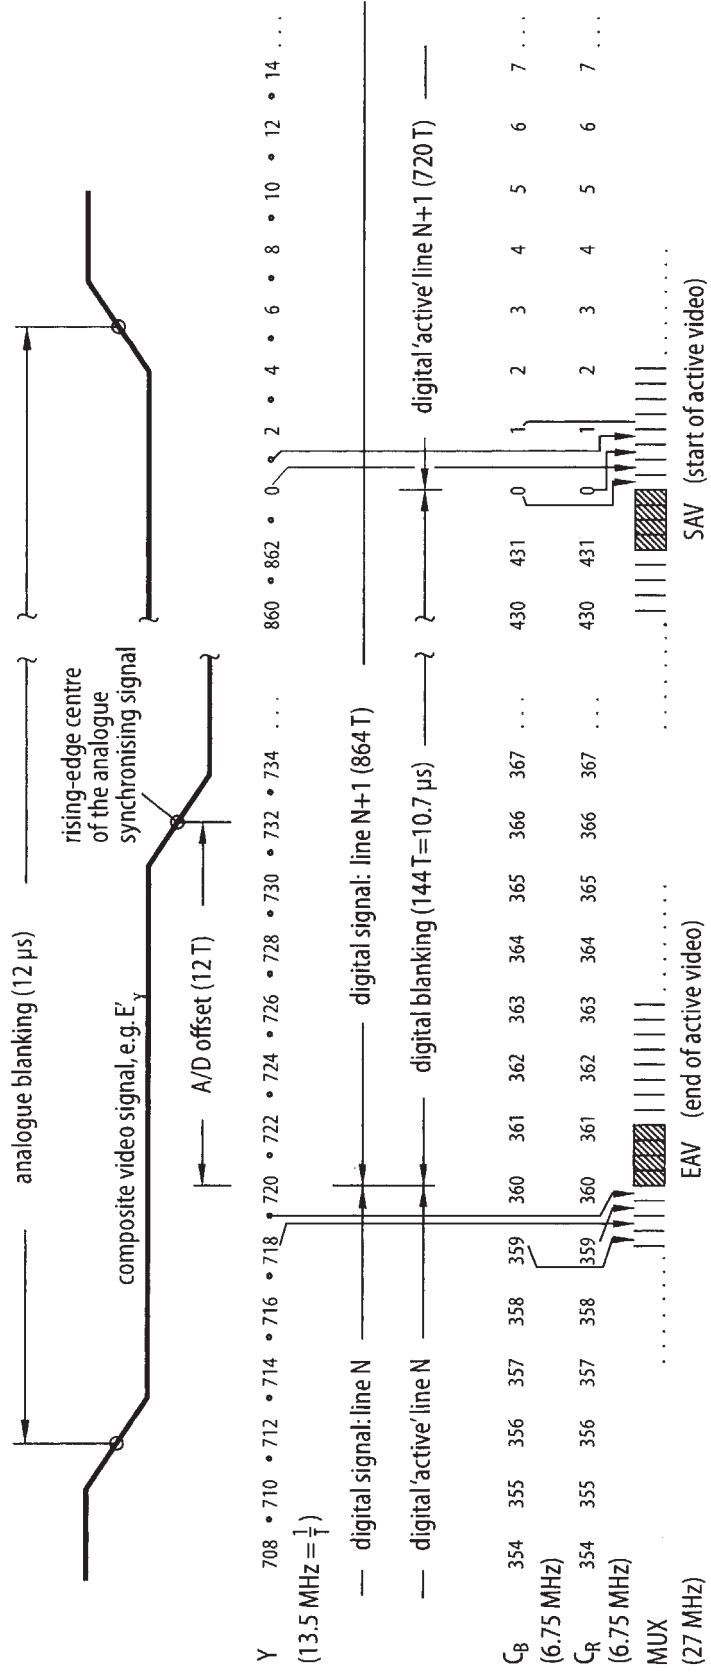 analogue blanking (12 µs)
rising-edge centre
of the analogue
synchronising signal
composite video signal, e.g. E′Y
A/D offset (12 T)
Y 708 • 710 • 712 • 714 • 716 • 718 • 720 • 722 • 724 • 726 • 728 • 730 • 732 • 734 ... 860 • 862 • 0 • 2 • 4 • 6 • 8 • 10 • 12 • 14 ....
(13.5 MHz = 1/T)
digital signal: line N digital signal: line N+1 (864 T)
digital ‘active’ line N digital blanking (144 T = 10.7 µs) digital ‘active’ line N+1 (720 T)
CB 354 355 356 357 358 359 360 361 362 363 364 365 366 367 ... 430 431 0 1 2 3 4 5 6 7 ...
(6.75 MHz)
CR 354 355 356 357 358 359 360 361 362 363 364 365 366 367 ... 430 431 0 1 2 3 4 5 6 7 ...
(6.75 MHz)
MUX
(27 MHz)
EAV (end of active video)
SAV (start of active video)